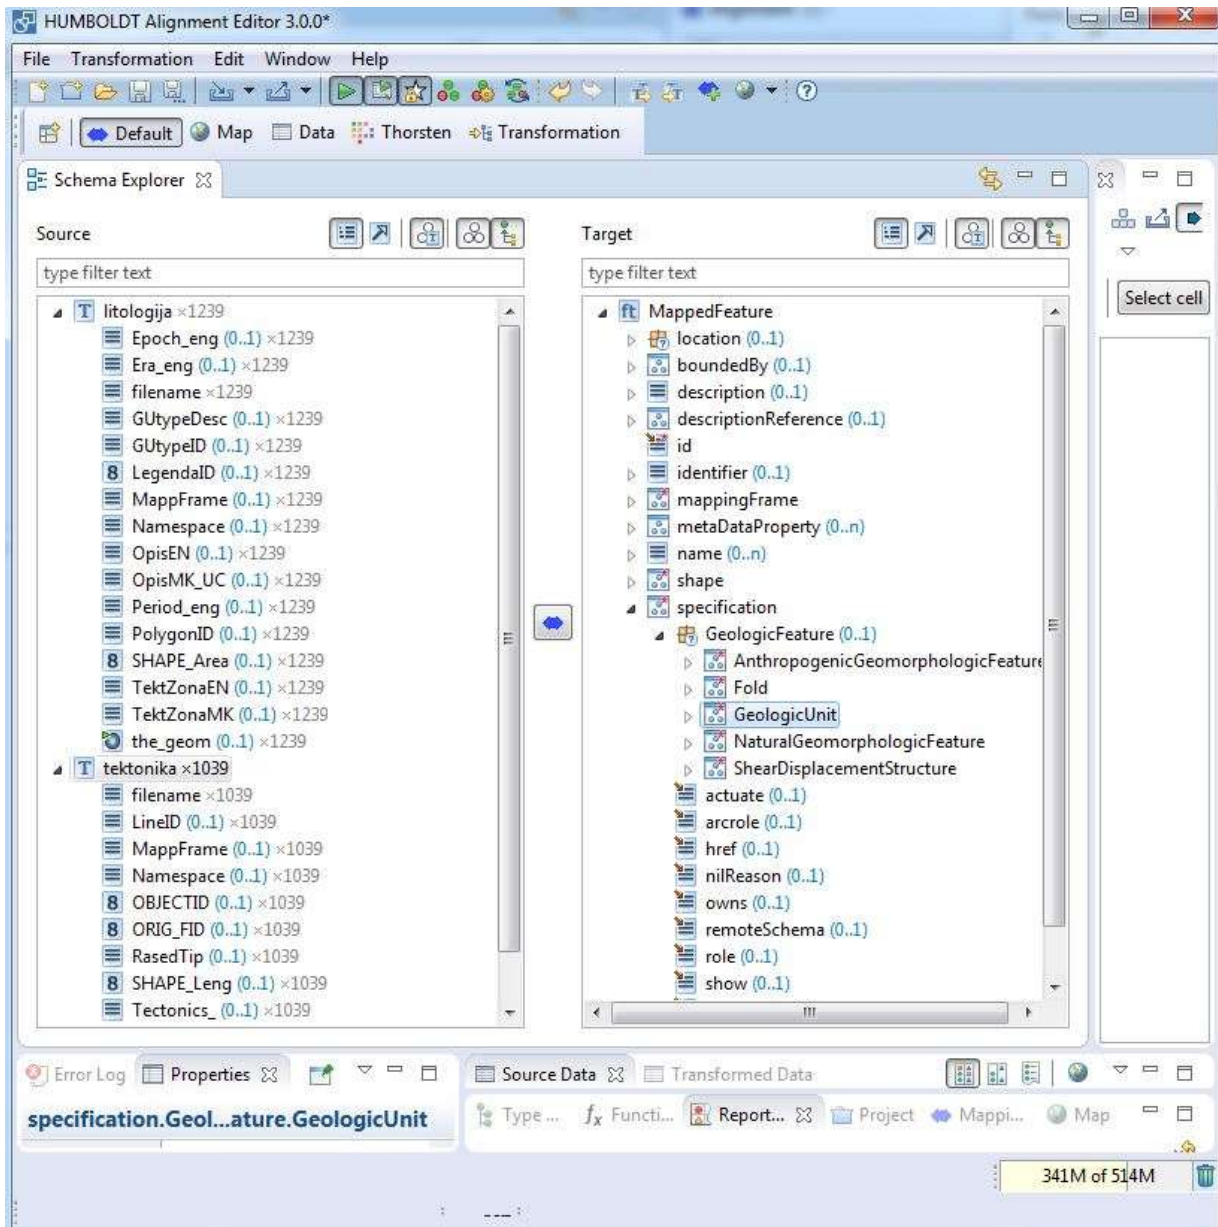 HUMBOLDT Alignment Editor 3.0.0*
File Transformation Edit Window Help
Default Map Data Thorsten Transformation
Schema Explorer
Source
type filter text
litologija ×1239
Epoch_eng (0..1) ×1239
Era_eng (0..1) ×1239
filename ×1239
GUtypeDesc (0..1) ×1239
GUtypeID (0..1) ×1239
LegendaID (0..1) ×1239
MappFrame (0..1) ×1239
Namespace (0..1) ×1239
OpisEN (0..1) ×1239
OpisMK_UC (0..1) ×1239
Period_eng (0..1) ×1239
PolygonID (0..1) ×1239
SHAPE_Area (0..1) ×1239
TektZonaEN (0..1) ×1239
TektZonaMK (0..1) ×1239
the_geom (0..1) ×1239
tektonika ×1039
filename ×1039
LineID (0..1) ×1039
MappFrame (0..1) ×1039
Namespace (0..1) ×1039
OBJECTID (0..1) ×1039
ORIG_FID (0..1) ×1039
RasedTip (0..1) ×1039
SHAPE_Leng (0..1) ×1039
Tectonics_ (0..1) ×1039
Target
type filter text
MappedFeature
location (0..1)
boundedBy (0..1)
description (0..1)
descriptionReference (0..1)
id
identifier (0..1)
mappingFrame
metaDataProperty (0..n)
name (0..n)
shape
specification
GeologicFeature (0..1)
AnthropogenicGeomorphologicFeature
Fold
GeologicUnit
NaturalGeomorphologicFeature
ShearDisplacementStructure
actuate (0..1)
arcrole (0..1)
href (0..1)
nilReason (0..1)
owns (0..1)
remoteSchema (0..1)
role (0..1)
show (0..1)
Select cell
Error Log Properties
specification.Geol...ature.GeologicUnit
Source Data Transformed Data
Type ... fx Functi... Report... Project Mappi... Map
341M of 514M